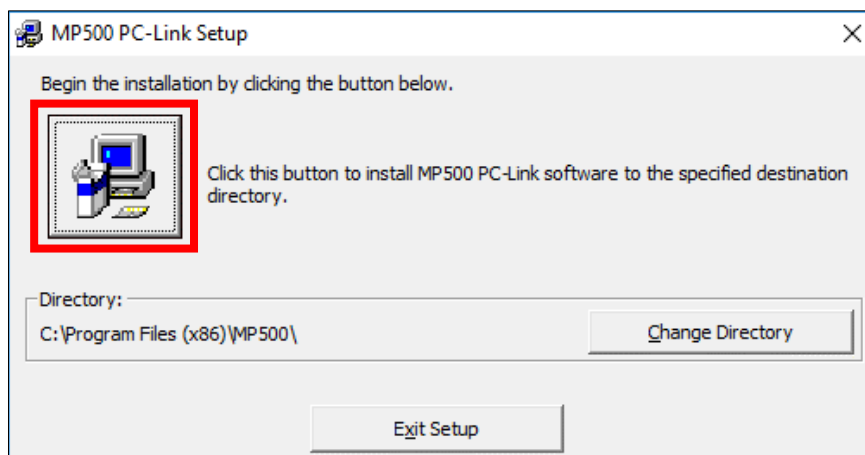 MP500 PC-Link Setup
Begin the installation by clicking the button below.
Click this button to install MP500 PC-Link software to the specified destination
directory.
Directory:
C:\Program Files (x86)\MP500\
Change Directory
Exit Setup